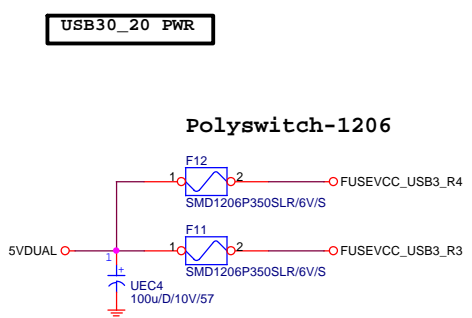 USB30_20 PWR
Polyswitch-1206
F12
1 2 FUSEVCC_USB3_R4
SMD1206P350SLR/6V/S
F11
5VDUAL 1 2 FUSEVCC_USB3_R3
1 SMD1206P350SLR/6V/S
+
UEC4
100u/D/10V/57